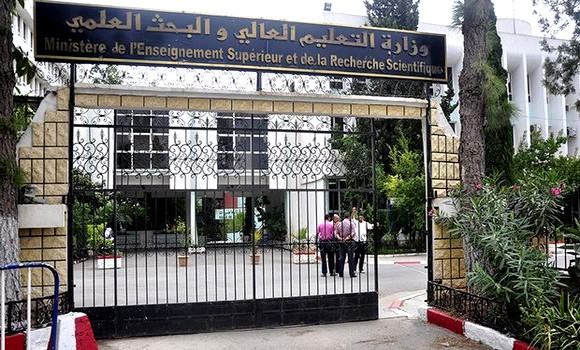 وزارة التعليم العالي و البحث العلمي
Ministère de l'Enseignement Supérieur et de la Recherche Scientifique